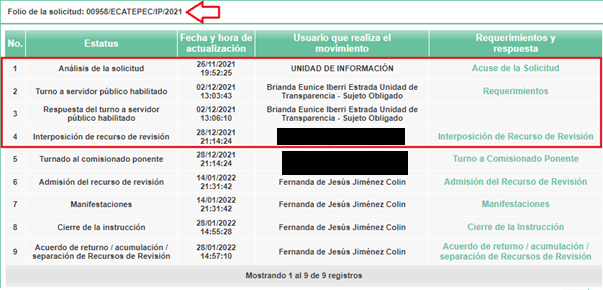 Folio de la solicitud: 00958/ECATEPEC/IP/2021
No. Estatus Fecha y hora de actualización Usuario que realiza el movimiento Requerimientos y respuesta
1 Análisis de la solicitud 26/11/2021 19:52:25 UNIDAD DE INFORMACIÓN Acuse de la Solicitud
2 Turno a servidor público habilitado 02/12/2021 13:03:43 Brianda Eunice Iberri Estrada Unidad de Transparencia - Sujeto Obligado Requerimientos
3 Respuesta del turno a servidor público habilitado 02/12/2021 13:06:10 Brianda Eunice Iberri Estrada Unidad de Transparencia - Sujeto Obligado
4 Interposición de recurso de revisión 28/12/2021 21:14:24 Interposición de Recurso de Revisión
5 Turnado al comisionado ponente 28/12/2021 21:14:24 Turno a Comisionado Ponente
6 Admisión del recurso de revisión 14/01/2022 21:31:42 Fernanda de Jesús Jiménez Colin Admisión del Recurso de Revisión
7 Manifestaciones 14/01/2022 21:31:42 Fernanda de Jesús Jiménez Colin Manifestaciones
8 Cierre de la instrucción 28/01/2022 14:55:28 Fernanda de Jesús Jiménez Colin Cierre de la Instrucción
9 Acuerdo de returno / acumulación / separación de Recursos de Revisión 28/01/2022 14:57:10 Fernanda de Jesús Jiménez Colin Acuerdo de returno / acumulación / separación de Recursos de Revisión
Mostrando 1 al 9 de 9 registros